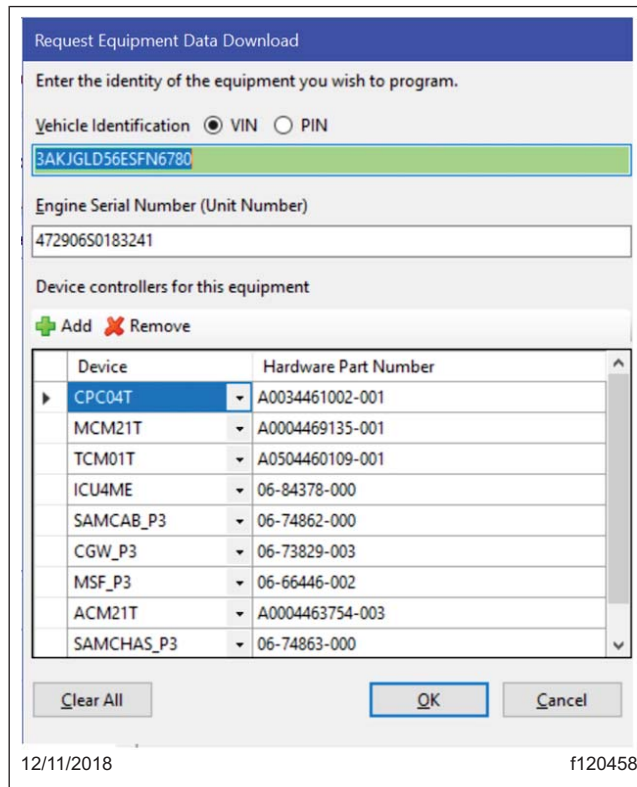 Request Equipment Data Download
Enter the identity of the equipment you wish to program.
Vehicle Identification VIN PIN
3AKJGLD56ESFN6780
Engine Serial Number (Unit Number)
472906S0183241
Device controllers for this equipment
Add Remove
Device Hardware Part Number
CPC04T A0034461002-001
MCM21T A0004469135-001
TCM01T A0504460109-001
ICU4ME 06-84378-000
SAMCAB_P3 06-74862-000
CGW_P3 06-73829-003
MSF_P3 06-66446-002
ACM21T A0004463754-003
SAMCHAS_P3 06-74863-000
Clear All OK Cancel
12/11/2018 f120458